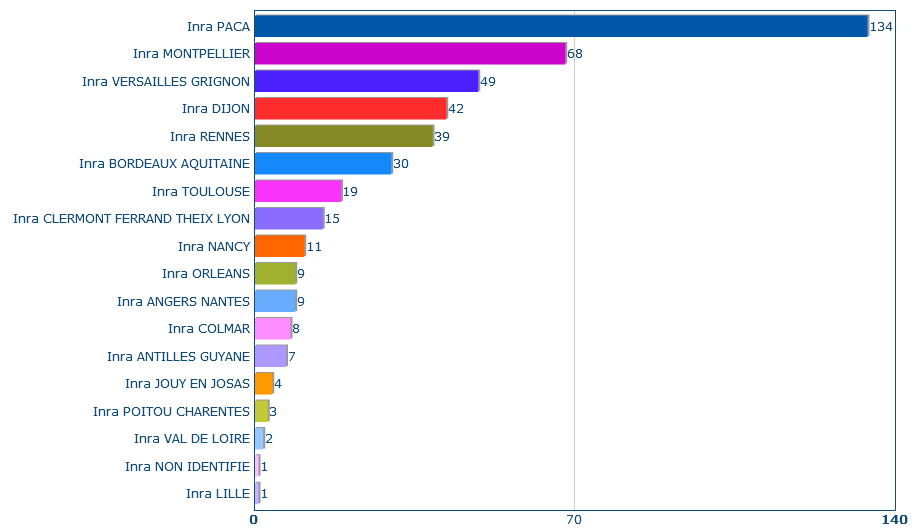 Inra PACA 134
Inra MONTPELLIER 68
Inra VERSAILLES GRIGNON 49
Inra DIJON 42
Inra RENNES 39
Inra BORDEAUX AQUITAINE 30
Inra TOULOUSE 19
Inra CLERMONT FERRAND THEIX LYON 15
Inra NANCY 11
Inra ORLEANS 9
Inra ANGERS NANTES 9
Inra COLMAR 8
Inra ANTILLES GUYANE 7
Inra JOUY EN JOSAS 4
Inra POITOU CHARENTES 3
Inra VAL DE LOIRE 2
Inra NON IDENTIFIE 1
Inra LILLE 1
0 70 140